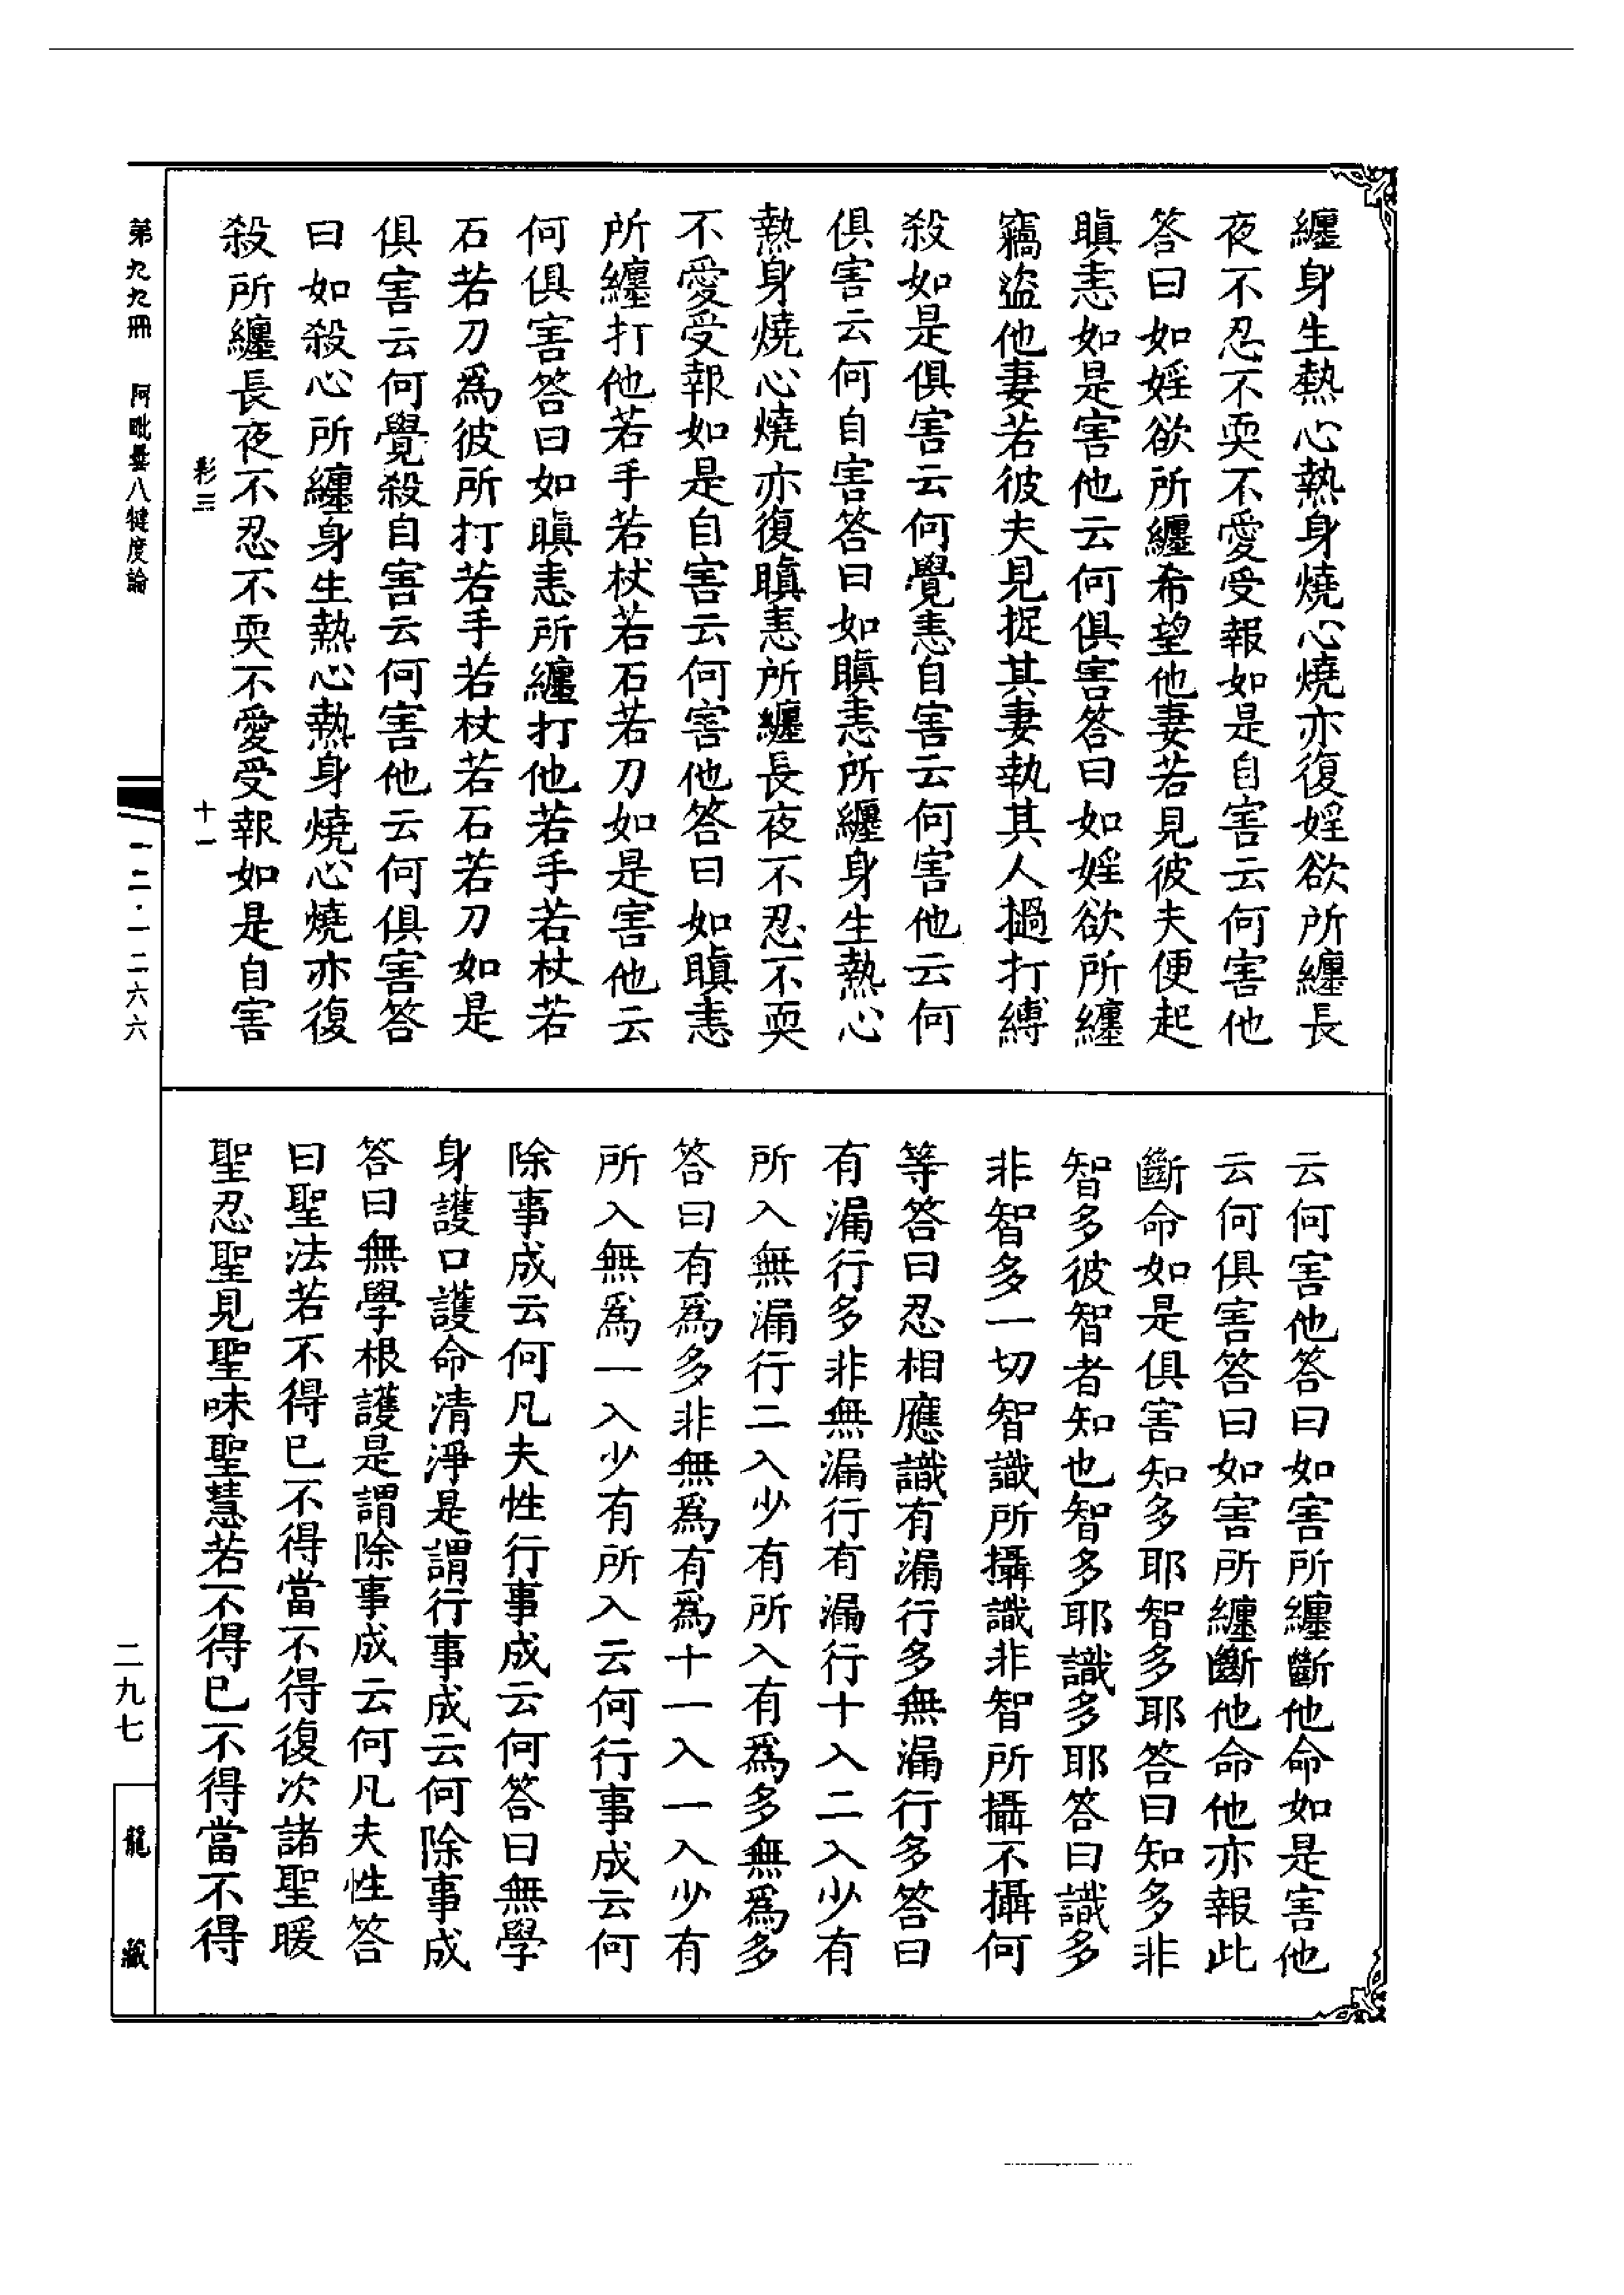 纏身生熱心熱身燒心燒亦復婬欲所纏長
夜不忍不耎不愛受報如是自害云何害他
答曰如婬欲所纏希望他妻若見彼夫便起
瞋恚如是害他云何俱害答曰如婬欲所纏
竊盜他妻若彼夫見捉其妻執其人撾打縛
殺如是俱害云何覺恚自害云何害他云何
俱害云何自害答曰如瞋恚所纏身生熱心
熱身燒心燒亦復瞋恚所纏長夜不忍不耎
不愛受報如是自害云何害他答曰如瞋恚
所纏打他若手若杖若石若刀如是害他云
何俱害答曰如瞋恚所纏打他若手若杖若
石若刀為彼所打若手若杖若石若刀如是
俱害云何覺殺自害云何害他云何俱害答
曰如殺心所纏身生熱心熱身燒心燒亦復
殺所纏長夜不忍不耎不愛受報如是自害
云何害他答曰如害所纏斷他命如是害他
云何俱害答曰如害所纏斷他命他亦報此
斷命如是俱害知多耶智多耶答曰知多非
智多彼智者知也智多耶識多耶答曰識多
非智多一切智識所攝識非智所攝不攝何
等答曰忍相應識有漏行多無漏行多答曰
有漏行多非無漏行有漏行十入二入少有
所入無漏行二入少有所入有為多無為多
答曰有為多非無為有為十一入一入少有
所入無為一入少有所入云何行事成云何
除事成云何凡夫性行事成云何答曰無學
身護口護命清淨是謂行事成云何除事成
答曰無學根護是謂除事成云何凡夫性答
曰聖法若不得已不得當不得復次諸聖暖
聖忍聖見聖味聖慧若不得已不得當不得
彩三
十一
第九九冊 阿毗曇八犍度論
一二·一二六六
二九七
龍藏